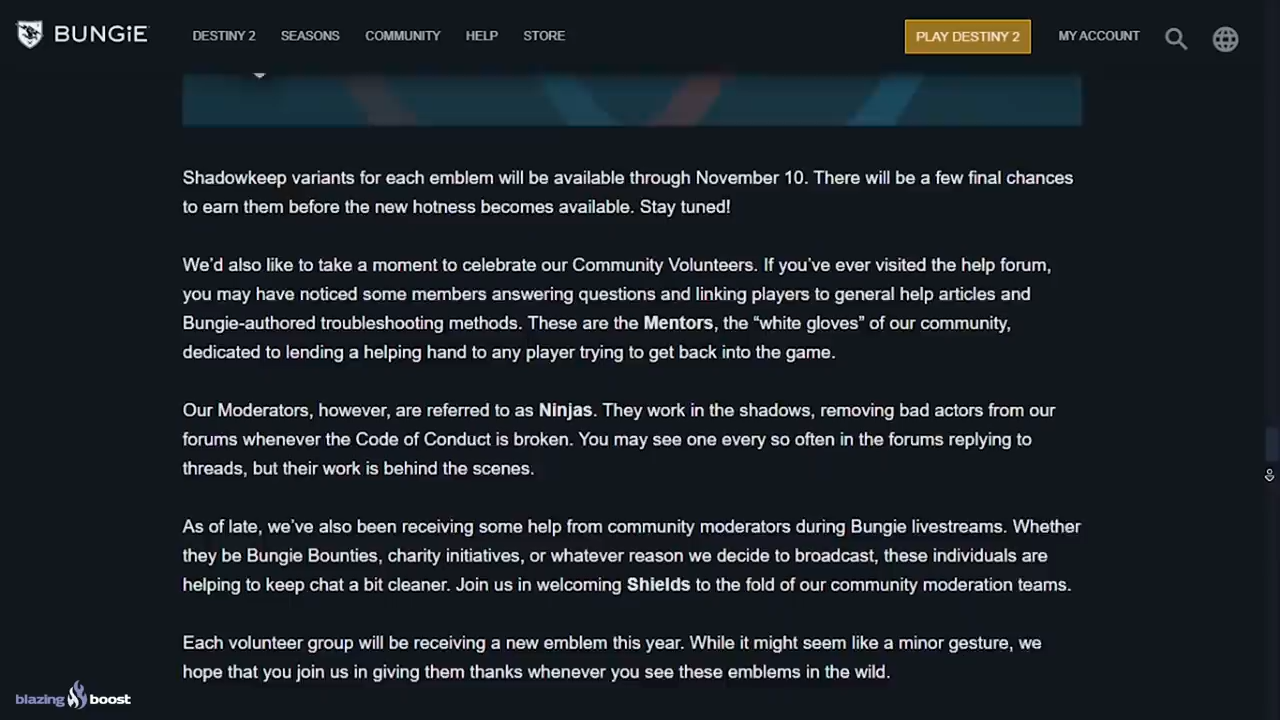 BUNGiE
DESTINY 2 SEASONS COMMUNITY HELP STORE
PLAY DESTINY 2 MY ACCOUNT
Shadowkeep variants for each emblem will be available through November 10. There will be a few final chances
to earn them before the new hotness becomes available. Stay tuned!
We'd also like to take a moment to celebrate our Community Volunteers. If you've ever visited the help forum,
you may have noticed some members answering questions and linking players to general help articles and
Bungie-authored troubleshooting methods. These are the Mentors, the “white gloves” of our community,
dedicated to lending a helping hand to any player trying to get back into the game.
Our Moderators, however, are referred to as Ninjas. They work in the shadows, removing bad actors from our
forums whenever the Code of Conduct is broken. You may see one every so often in the forums replying to
threads, but their work is behind the scenes.
As of late, we've also been receiving some help from community moderators during Bungie livestreams. Whether
they be Bungie Bounties, charity initiatives, or whatever reason we decide to broadcast, these individuals are
helping to keep chat a bit cleaner. Join us in welcoming Shields to the fold of our community moderation teams.
Each volunteer group will be receiving a new emblem this year. While it might seem like a minor gesture, we
hope that you join us in giving them thanks whenever you see these emblems in the wild.
blazing boost